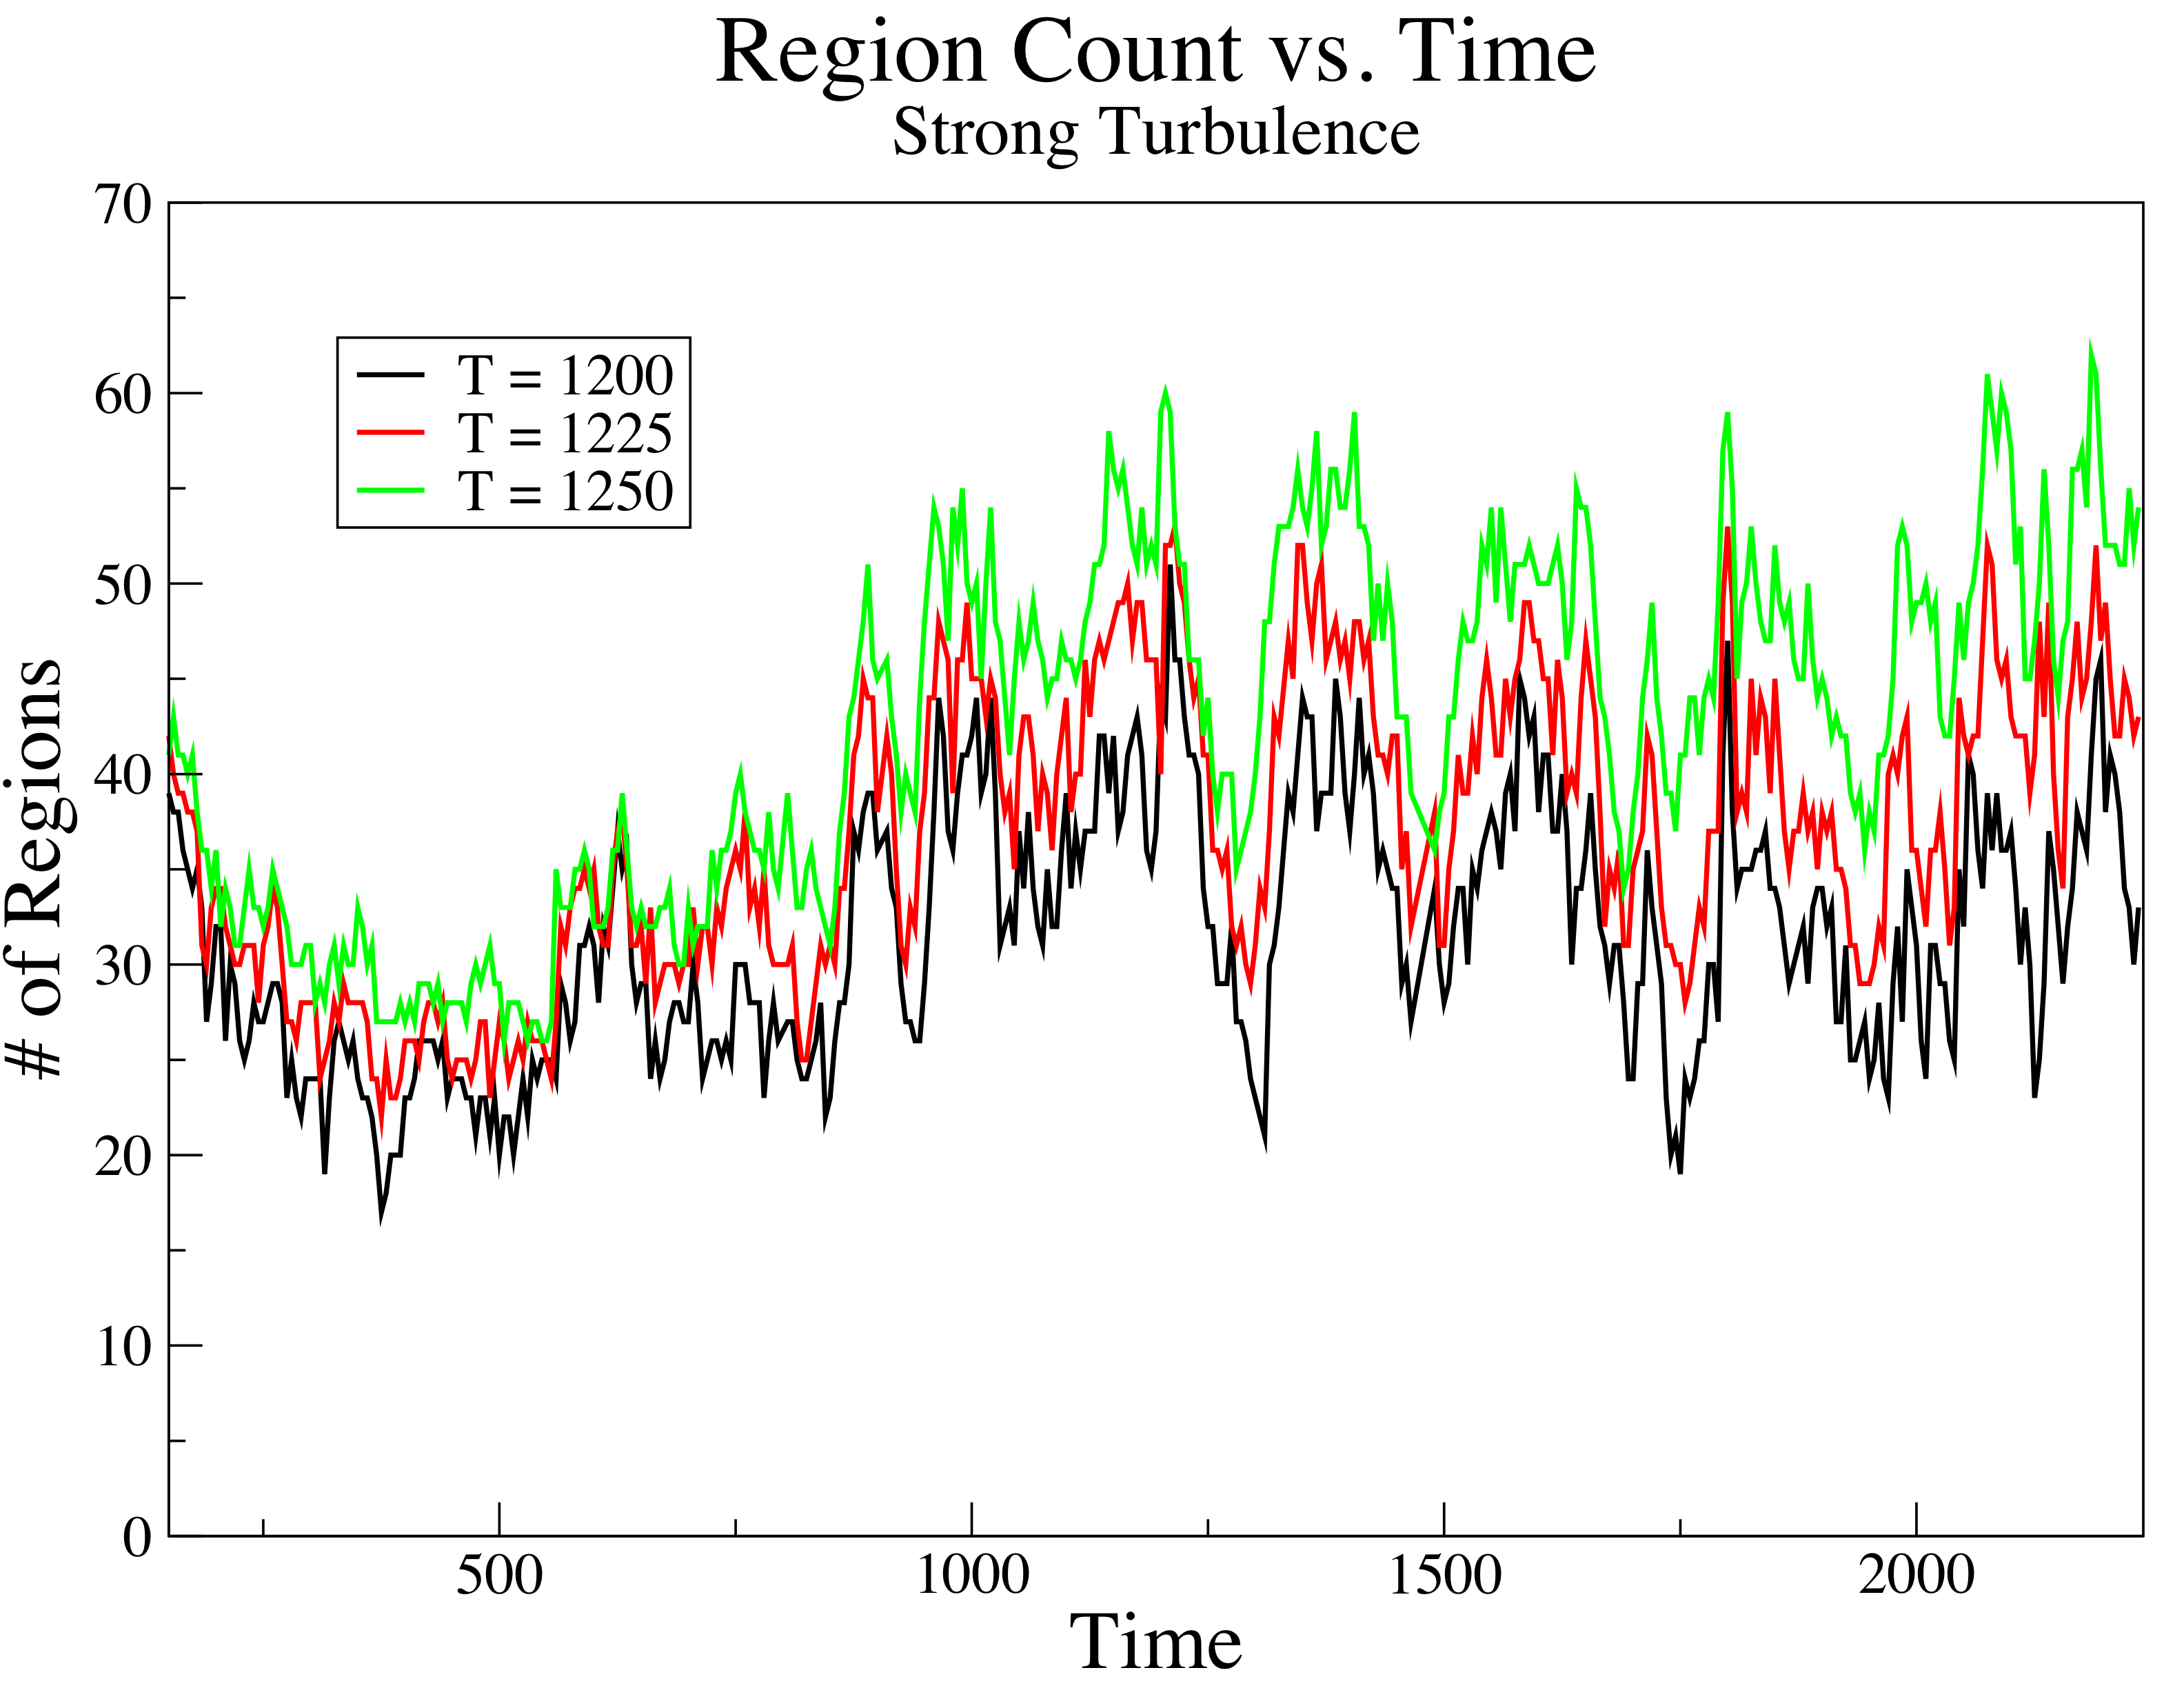 Region Count vs. Time
Strong Turbulence
70
60
50
40
30
20
10
0
# of Regions
T = 1200
T = 1225
T = 1250
500
1000
1500
2000
Time